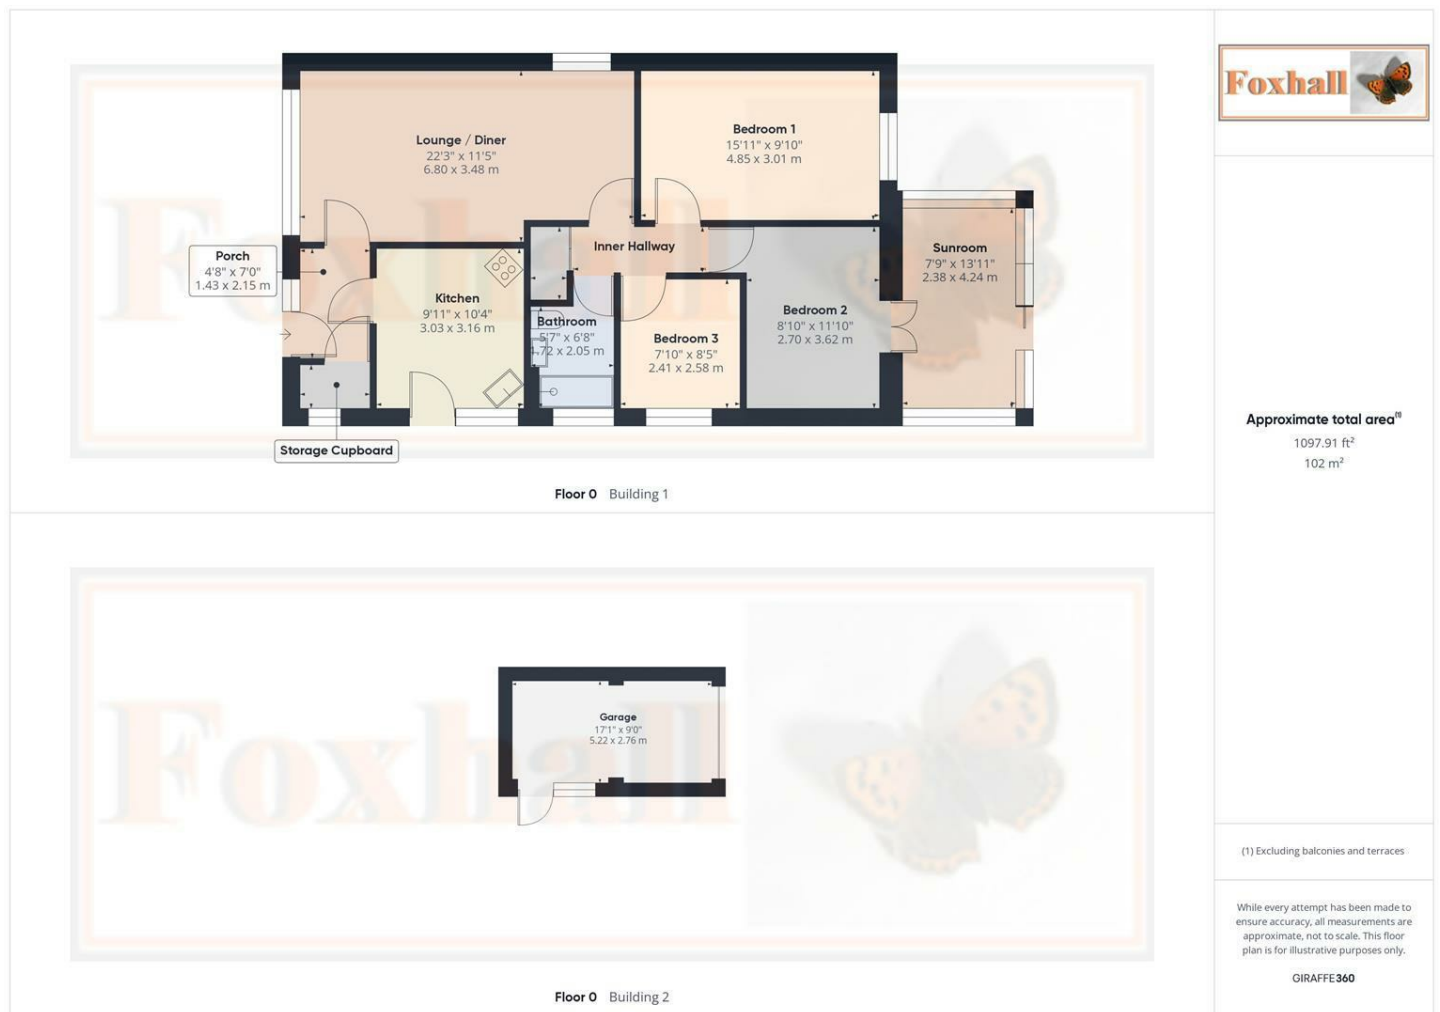 Foxhall
Lounge / Diner
22'3" x 11'5"
6.80 x 3.48 m
Bedroom 1
15'11" x 9'10"
4.85 x 3.01 m
Porch
4'8" x 7'0"
1.43 x 2.15 m
Inner Hallway
Sunroom
7'9" x 13'11"
2.38 x 4.24 m
Kitchen
9'11" x 10'4"
3.03 x 3.16 m
Bathroom
5'7" x 6'8"
1.72 x 2.05 m
Bedroom 3
7'10" x 8'5"
2.41 x 2.58 m
Bedroom 2
8'10" x 11'10"
2.70 x 3.62 m
Storage Cupboard
Floor 0 Building 1
Foxhall
Garage
17'1" x 9'0"
5.22 x 2.76 m
Floor 0 Building 2
Foxhall
Approximate total area(1)
1097.91 ft²
102 m²
(1) Excluding balconies and terraces
While every attempt has been made to
ensure accuracy, all measurements are
approximate, not to scale. This floor
plan is for illustrative purposes only.
GIRAFFE360